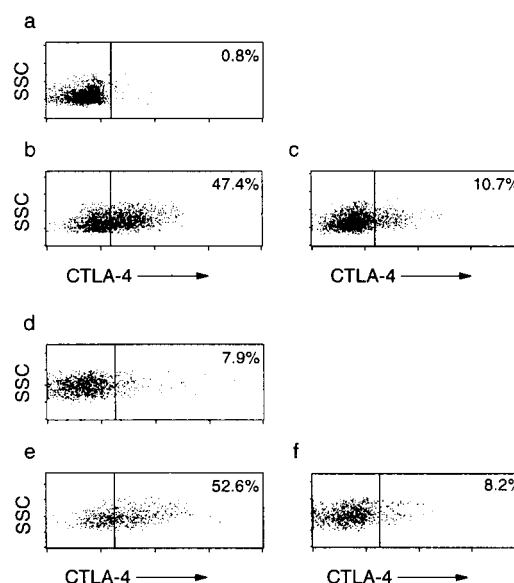 a
SSC
0.8%
b
c
SSC
47.4%
10.7%
CTLA-4
CTLA-4
d
SSC
7.9%
e
f
SSC
52.6%
8.2%
CTLA-4
CTLA-4